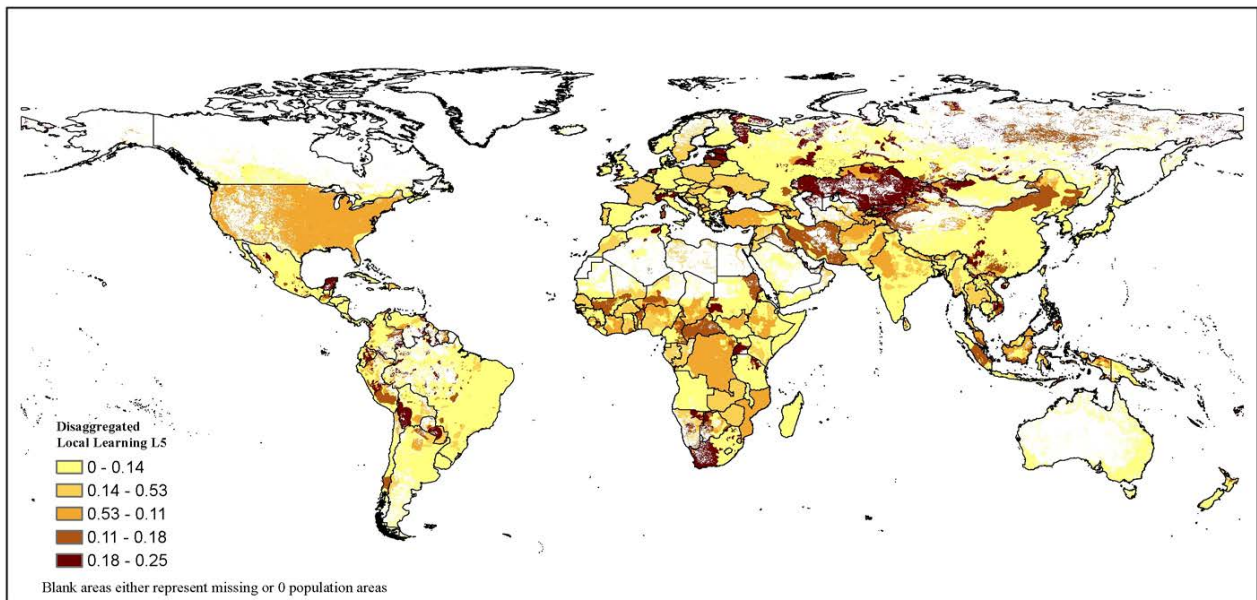 Disaggregated
Local Learning L5
0 - 0.14
0.14 - 0.53
0.53 - 0.11
0.11 - 0.18
0.18 - 0.25
Blank areas either represent missing or 0 population areas